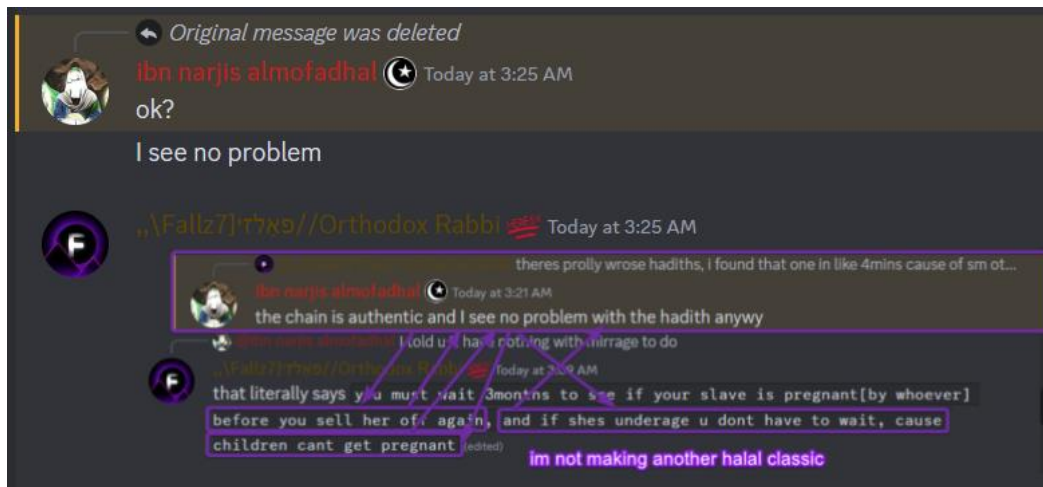 Original message was deleted
ibn narjis almofadhal Today at 3:25 AM
ok?
I see no problem
,,\Fallz7]פאלדי//Orthodox Rabbi Today at 3:25 AM
F
theres prolly wrose hadiths, i found that one in like 4mins cause of sm ot...
ibn narjis almofadhal Today at 3:21 AM
the chain is authentic and I see no problem with the hadith anywy
@ibn narjis almofadhal I told u have nothing with mirrage to do
,,\Fallz7]פאלדי//Orthodox Rabbi Today at AM
F
that literally says you must wait 3months to see if your slave is pregnant[by whoever]
before you sell her off again, and if shes underage u dont have to wait, cause
children cant get pregnant (edited)
im not making another halal classic